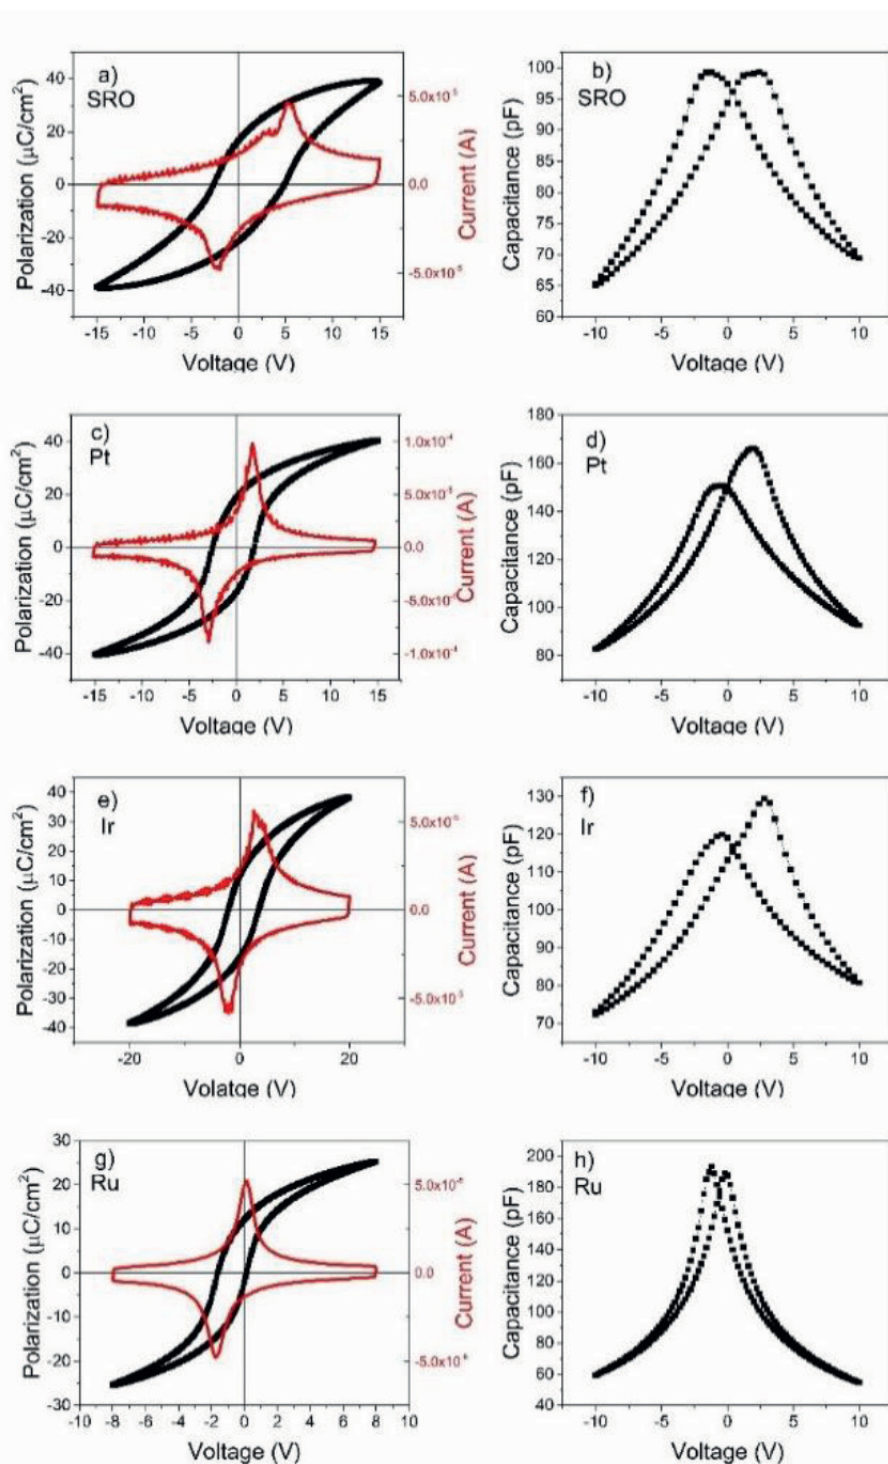 a)
SRO
Polarization (µC/cm²)
40
20
0
-20
-40
5.0x10⁻⁵
0.0
-5.0x10⁻⁵
Current (A)
-15 -10 -5 0 5 10 15
Voltage (V)
b)
SRO
Capacitance (pF)
100
95
90
85
80
75
70
65
60
-10 -5 0 5 10
Voltage (V)
c)
Pt
Polarization (µC/cm²)
40
20
0
-20
-40
1.0x10⁻⁴
0.0
-1.0x10⁻⁴
Current (A)
-15 -10 -5 0 5 10 15
Voltage (V)
d)
Pt
Capacitance (pF)
180
160
140
120
100
80
-10 -5 0 5 10
Voltage (V)
e)
Ir
Polarization (µC/cm²)
40
30
20
10
0
-10
-20
-30
-40
0.0
Current (A)
-20 0 20
Volatge (V)
f)
Ir
Capacitance (pF)
130
120
110
100
90
80
70
-10 -5 0 5 10
Voltage (V)
g)
Ru
Polarization (µC/cm²)
30
20
10
0
-10
-20
-30
0.0
Current (A)
-10 -8 -6 -4 -2 0 2 4 6 8 10
Voltage (V)
h)
Ru
Capacitance (pF)
200
180
160
140
120
100
80
60
40
-10 -5 0 5 10
Voltage (V)